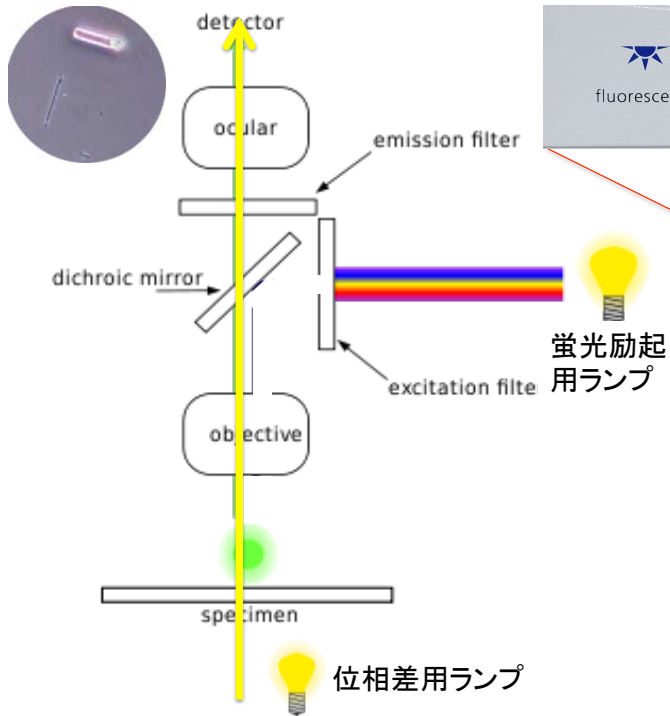 detector
ocular
emission filter
fluoresce
dichroic mirror
蛍光励起
用ランプ
excitation filte
objective
specimen
位相差用ランプ